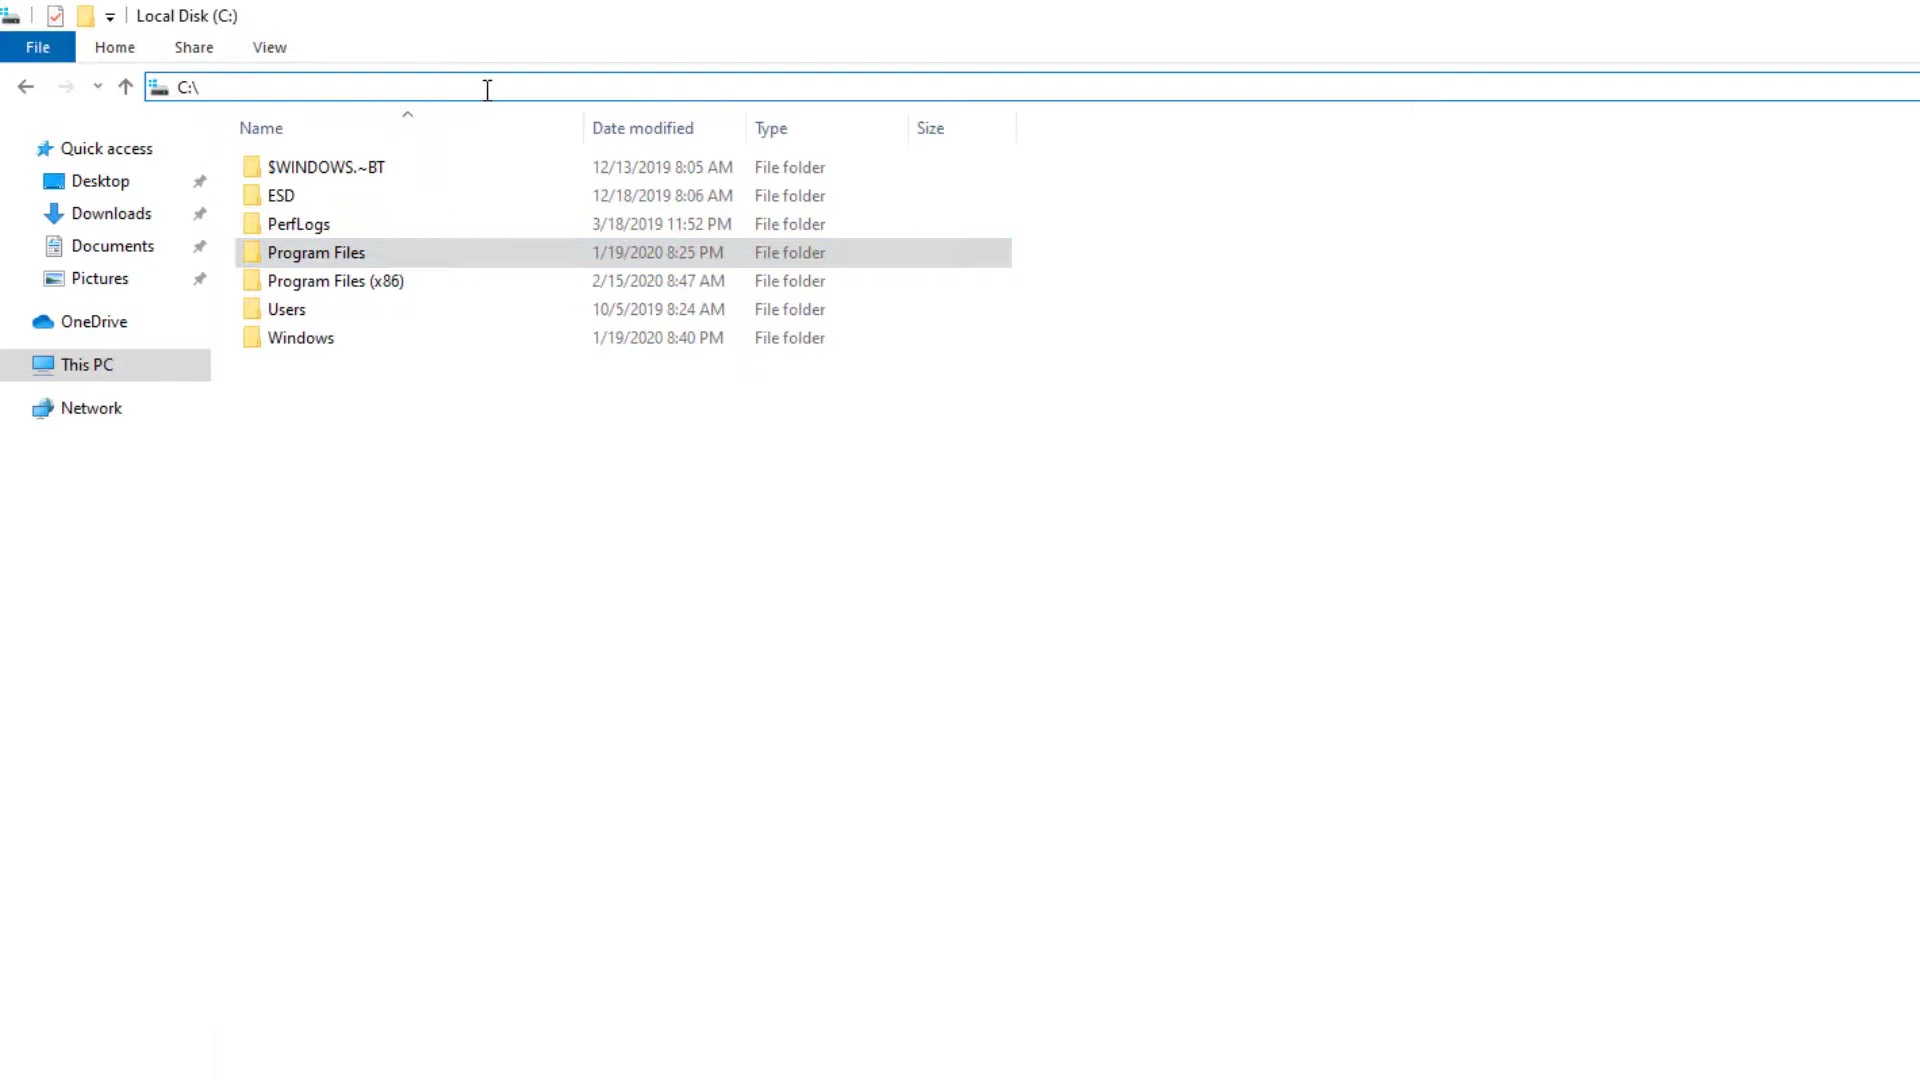 Local Disk (C:)
File Home Share View
C:\
Name Date modified Type Size
Quick access
Desktop
Downloads
Documents
Pictures
OneDrive
This PC
Network
$WINDOWS.~BT 12/13/2019 8:05 AM File folder
ESD 12/18/2019 8:06 AM File folder
PerfLogs 3/18/2019 11:52 PM File folder
Program Files 1/19/2020 8:25 PM File folder
Program Files (x86) 2/15/2020 8:47 AM File folder
Users 10/5/2019 8:24 AM File folder
Windows 1/19/2020 8:40 PM File folder